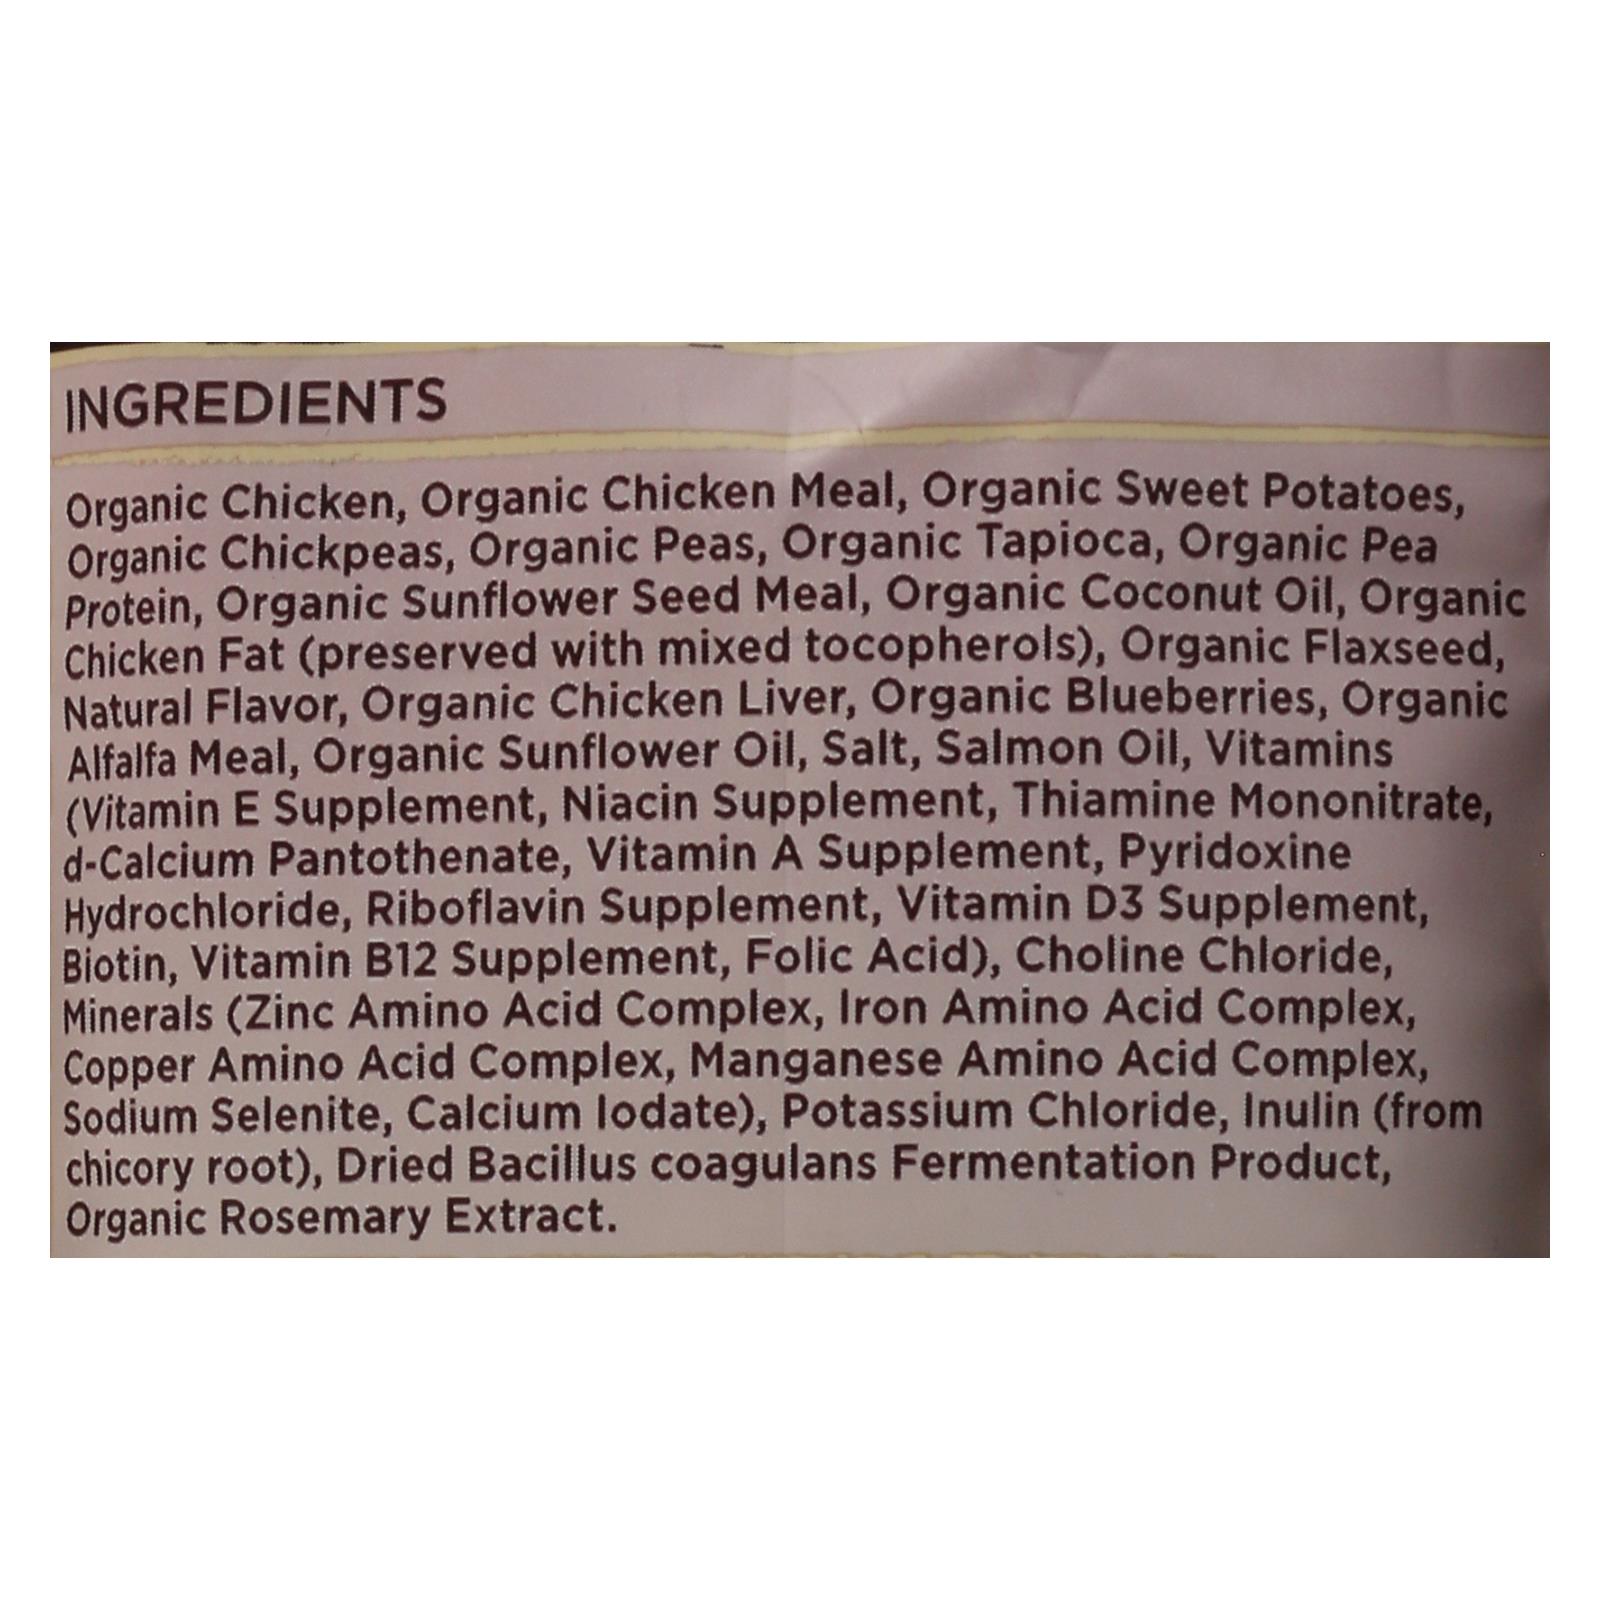 INGREDIENTS
Organic Chicken, Organic Chicken Meal, Organic Sweet Potatoes,
Organic Chickpeas, Organic Peas, Organic Tapioca, Organic Pea
Protein, Organic Sunflower Seed Meal, Organic Coconut Oil, Organic
Chicken Fat (preserved with mixed tocopherols), Organic Flaxseed,
Natural Flavor, Organic Chicken Liver, Organic Blueberries, Organic
Alfalfa Meal, Organic Sunflower Oil, Salt, Salmon Oil, Vitamins
(Vitamin E Supplement, Niacin Supplement, Thiamine Mononitrate,
d-Calcium Pantothenate, Vitamin A Supplement, Pyridoxine
Hydrochloride, Riboflavin Supplement, Vitamin D3 Supplement,
Biotin, Vitamin B12 Supplement, Folic Acid), Choline Chloride,
Minerals (Zinc Amino Acid Complex, Iron Amino Acid Complex,
Copper Amino Acid Complex, Manganese Amino Acid Complex,
Sodium Selenite, Calcium Iodate), Potassium Chloride, Inulin (from
chicory root), Dried Bacillus coagulans Fermentation Product,
Organic Rosemary Extract.